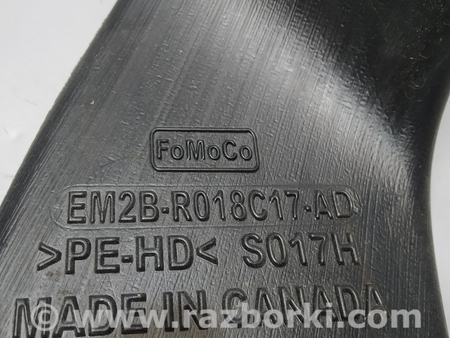 FoMoCo
EM2B-R018C17-AD
>PE-HD< S017H
MADE IN CANADA
www.razborki.com